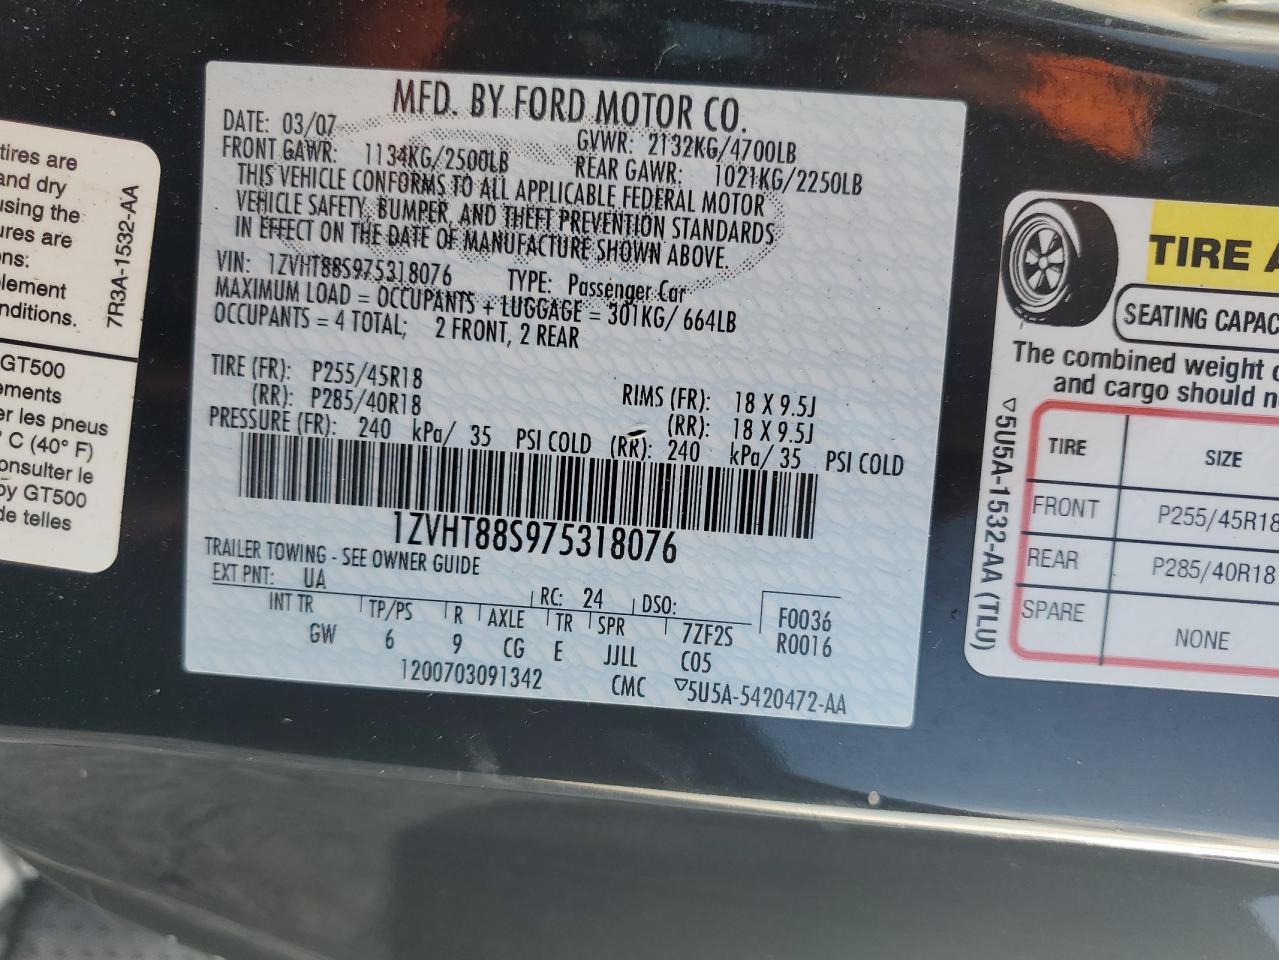 tires are
and dry
using the
ures are
ons:
lement
nditions.
7R3A-1532-AA
GT500
ements
er les pneus
° C (40° F)
onsulter le
by GT500
de telles
MFD. BY FORD MOTOR CO.
DATE: 03/07 GVWR: 2132KG/4700LB
FRONT GAWR: 1134KG/2500LB REAR GAWR: 1021KG/2250LB
THIS VEHICLE CONFORMS TO ALL APPLICABLE FEDERAL MOTOR
VEHICLE SAFETY, BUMPER, AND THEFT PREVENTION STANDARDS
IN EFFECT ON THE DATE OF MANUFACTURE SHOWN ABOVE.
VIN: 1ZVHT88S975318076 TYPE: Passenger Car
MAXIMUM LOAD = OCCUPANTS + LUGGAGE = 301KG/ 664LB
OCCUPANTS = 4 TOTAL; 2 FRONT, 2 REAR
TIRE (FR): P255/45R18 RIMS (FR): 18 X 9.5J
(RR): P285/40R18 (RR): 18 X 9.5J
PRESSURE (FR): 240 kPa/ 35 PSI COLD (RR): 240 kPa/ 35 PSI COLD
1ZVHT88S975318076
TRAILER TOWING - SEE OWNER GUIDE
EXT PNT: UA RC: 24 DSO: F0036
INT TR TP/PS R AXLE TR SPR 7ZF2S R0016
GW 6 9 CG E JJLL C05
1200703091342 CMC ▽5U5A-5420472-AA
TIRE A
SEATING CAPAC
The combined weight o
and cargo should n
▽5U5A-1532-AA (TLU)
TIRE SIZE
FRONT P255/45R18
REAR P285/40R18
SPARE NONE